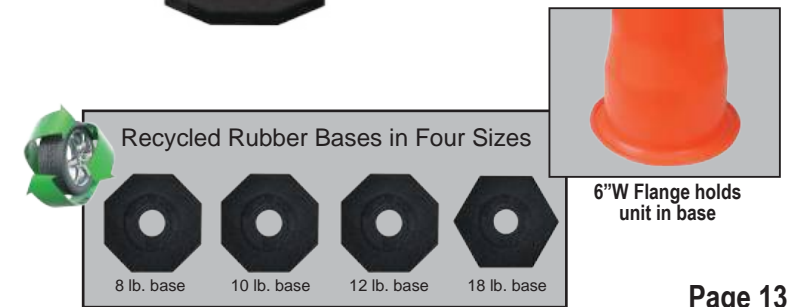 Recycled Rubber Bases in Four Sizes
8 lb. base
10 lb. base
12 lb. base
18 lb. base
6”W Flange holds
unit in base
Page 13